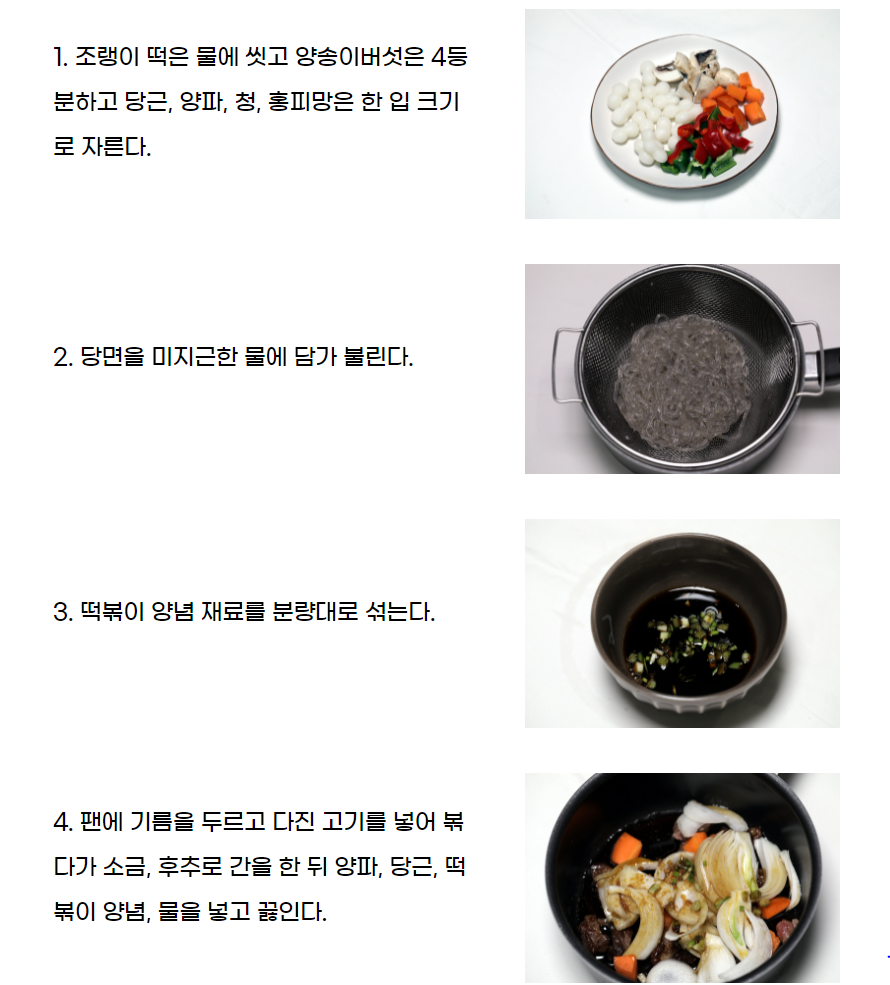 1. 조랭이 떡은 물에 씻고 양송이버섯은 4등
분하고 당근, 양파, 청, 홍피망은 한 입 크기
로 자른다.
2. 당면을 미지근한 물에 담가 불린다.
3. 떡볶이 양념 재료를 분량대로 섞는다.
4. 팬에 기름을 두르고 다진 고기를 넣어 볶
다가 소금, 후추로 간을 한 뒤 양파, 당근, 떡
볶이 양념, 물을 넣고 끓인다.